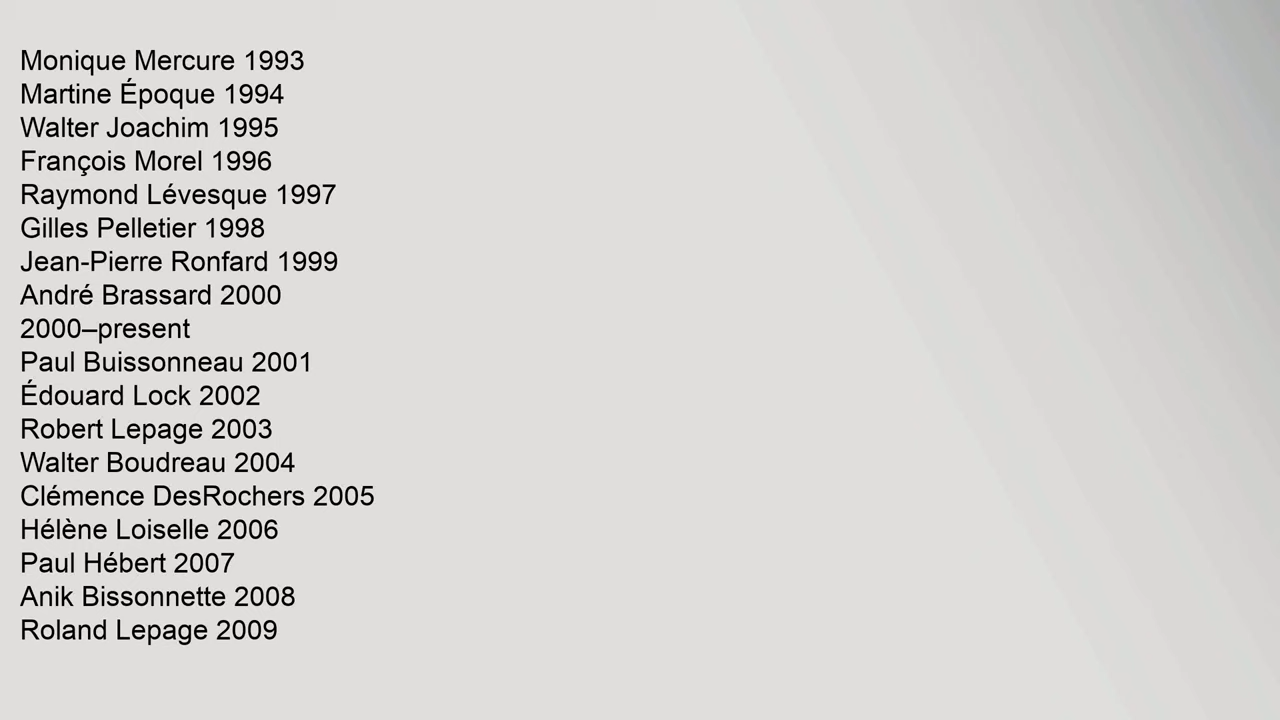 Monique Mercure 1993
Martine Époque 1994
Walter Joachim 1995
François Morel 1996
Raymond Lévesque 1997
Gilles Pelletier 1998
Jean-Pierre Ronfard 1999
André Brassard 2000
2000–present
Paul Buissonneau 2001
Édouard Lock 2002
Robert Lepage 2003
Walter Boudreau 2004
Clémence DesRochers 2005
Hélène Loiselle 2006
Paul Hébert 2007
Anik Bissonnette 2008
Roland Lepage 2009